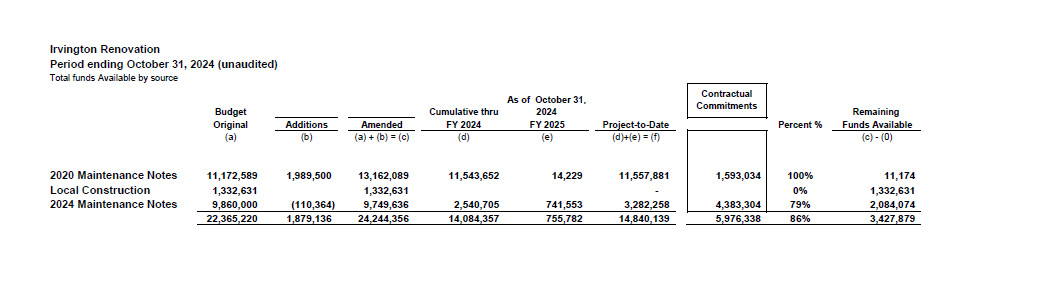 Irvington Renovation
Period ending October 31, 2024 (unaudited)
Total funds Available by source
Contractual
As of October 31, Commitments
Budget Cumulative thru 2024 Remaining
Original Additions Amended FY 2024 FY 2025 Project-to-Date Percent % Funds Available
(a) (b) (a) + (b) = (c) (d) (e) (d)+(e) = (f) (c) - (0)
2020 Maintenance Notes 11,172,589 1,989,500 13,162,089 11,543,652 14,229 11,557,881 1,593,034 100% 11,174
Local Construction 1,332,631 1,332,631 - 0% 1,332,631
2024 Maintenance Notes 9,860,000 (110,364) 9,749,636 2,540,705 741,553 3,282,258 4,383,304 79% 2,084,074
22,365,220 1,879,136 24,244,356 14,084,357 755,782 14,840,139 5,976,338 86% 3,427,879